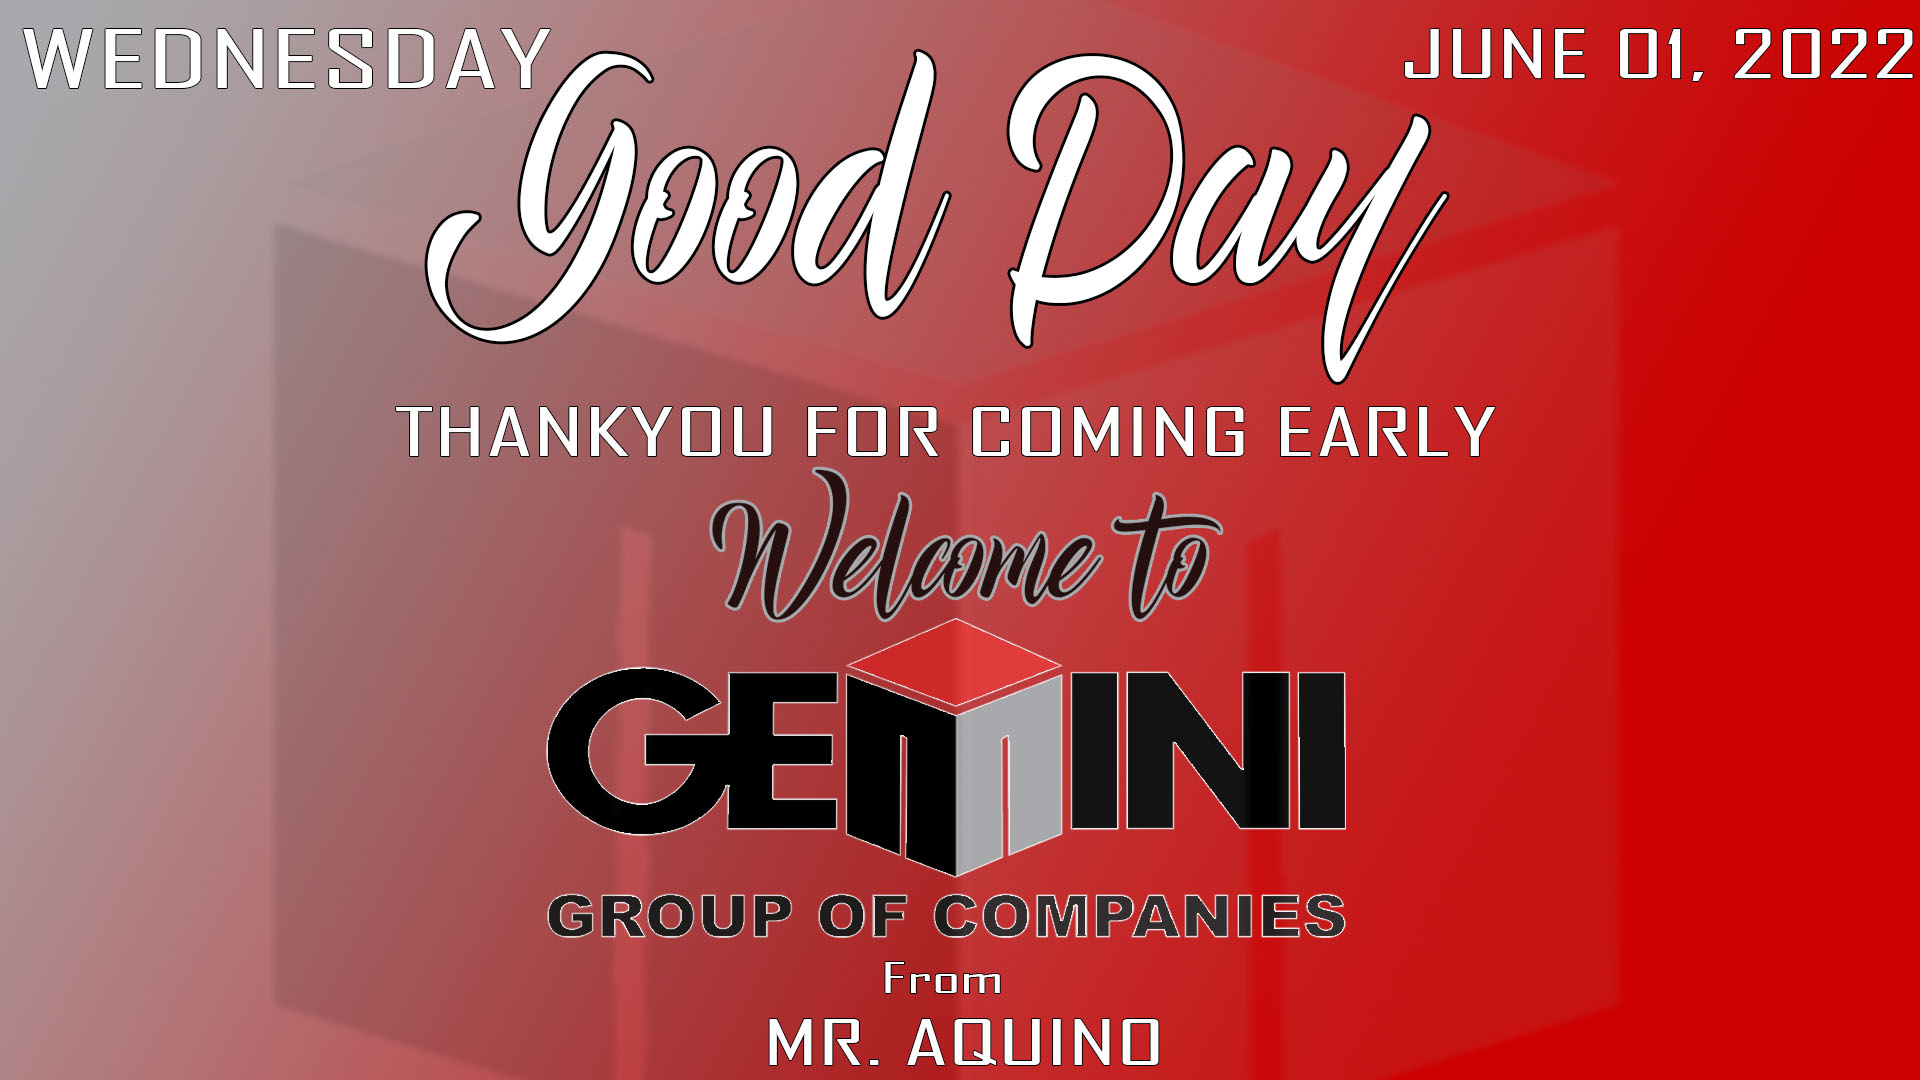 WEDNESDAY
JUNE 01, 2022
Good Day
THANKYOU FOR COMING EARLY
Welcome to
GEMINI
GROUP OF COMPANIES
From
MR. AQUINO